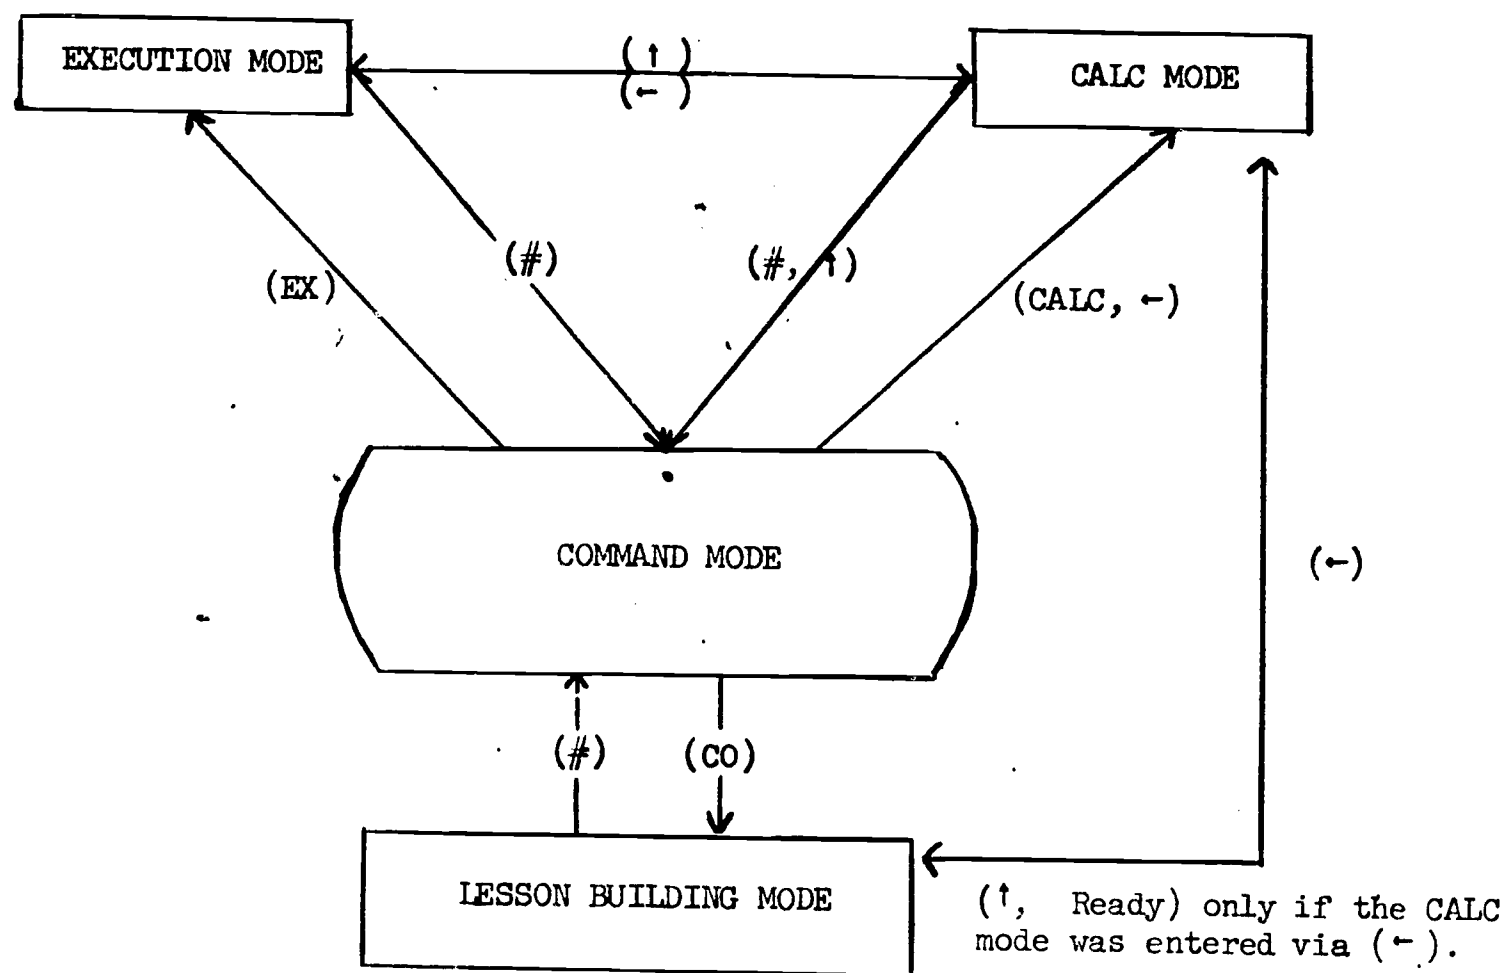 EXECUTION MODE
(↑)
(←)
CALC MODE
(EX)
(#)
(#, ↑)
(CALC, ←)
COMMAND MODE
(←)
(#)
(CO)
LESSON BUILDING MODE
(↑, Ready) only if the CALC
mode was entered via (←).